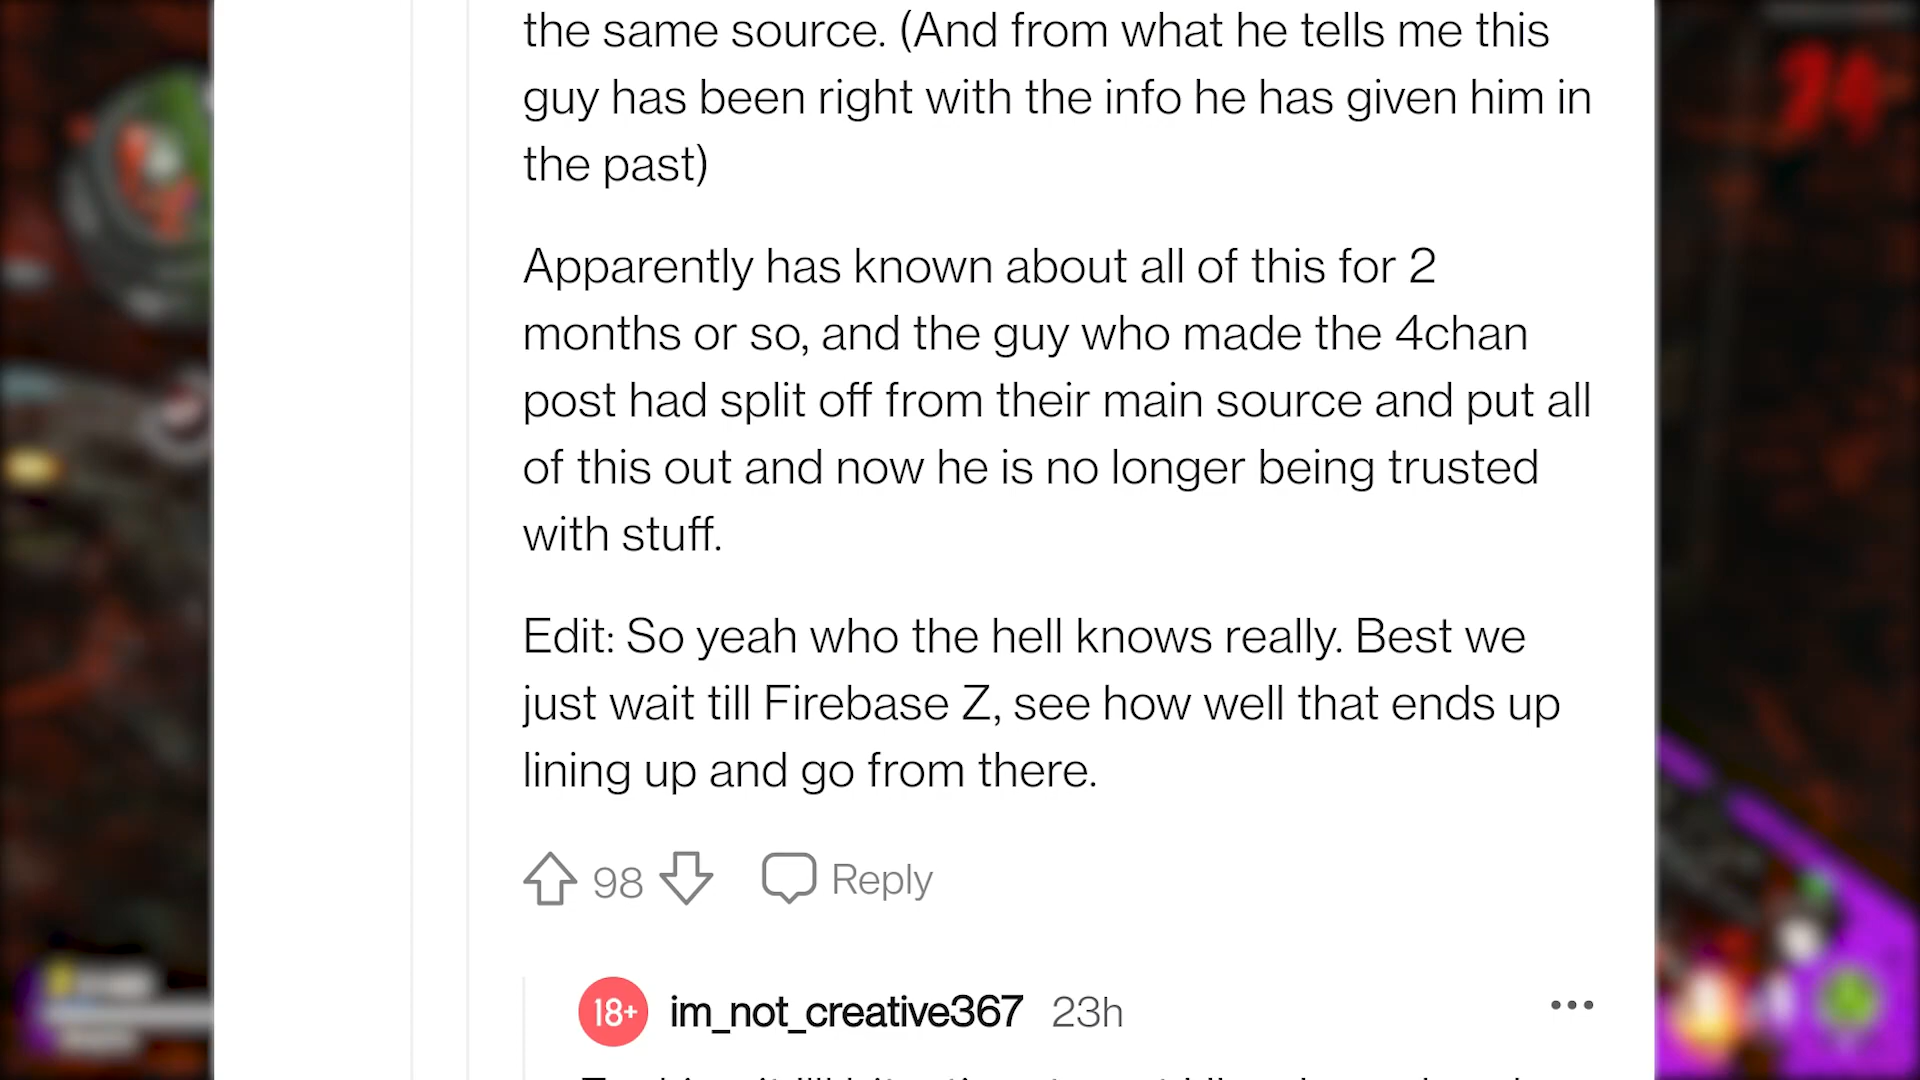 the same source. (And from what he tells me this
guy has been right with the info he has given him in
the past)
Apparently has known about all of this for 2
months or so, and the guy who made the 4chan
post had split off from their main source and put all
of this out and now he is no longer being trusted
with stuff.
Edit: So yeah who the hell knows really. Best we
just wait till Firebase Z, see how well that ends up
lining up and go from there.
98 Reply
18+ im_not_creative367 23h